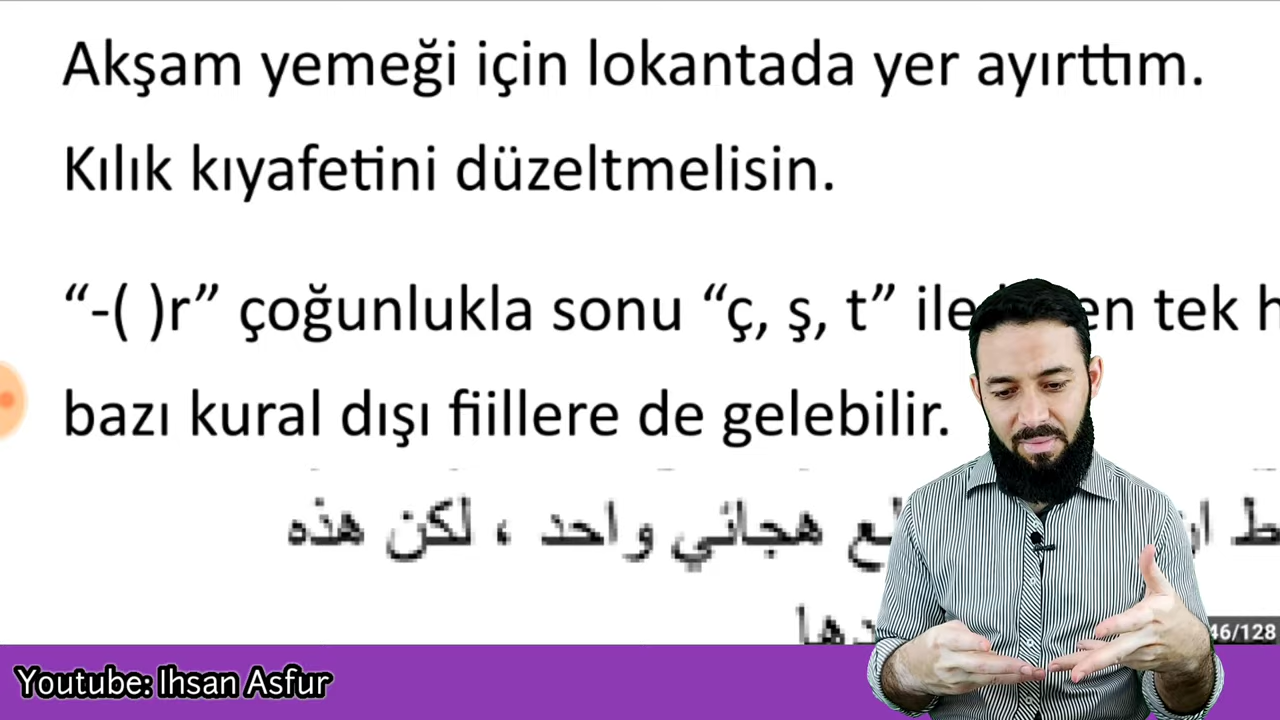 Akşam yemeği için lokantada yer ayırttım.
Kılık kıyafetini düzeltmelisin.
“-( )r” çoğunlukla sonu “ç, ş, t” ile tek
bazı kural dışı fiillere de gelebilir.
هجائي واحد ، لكن هذه
46/128
Youtube: Ihsan Asfur